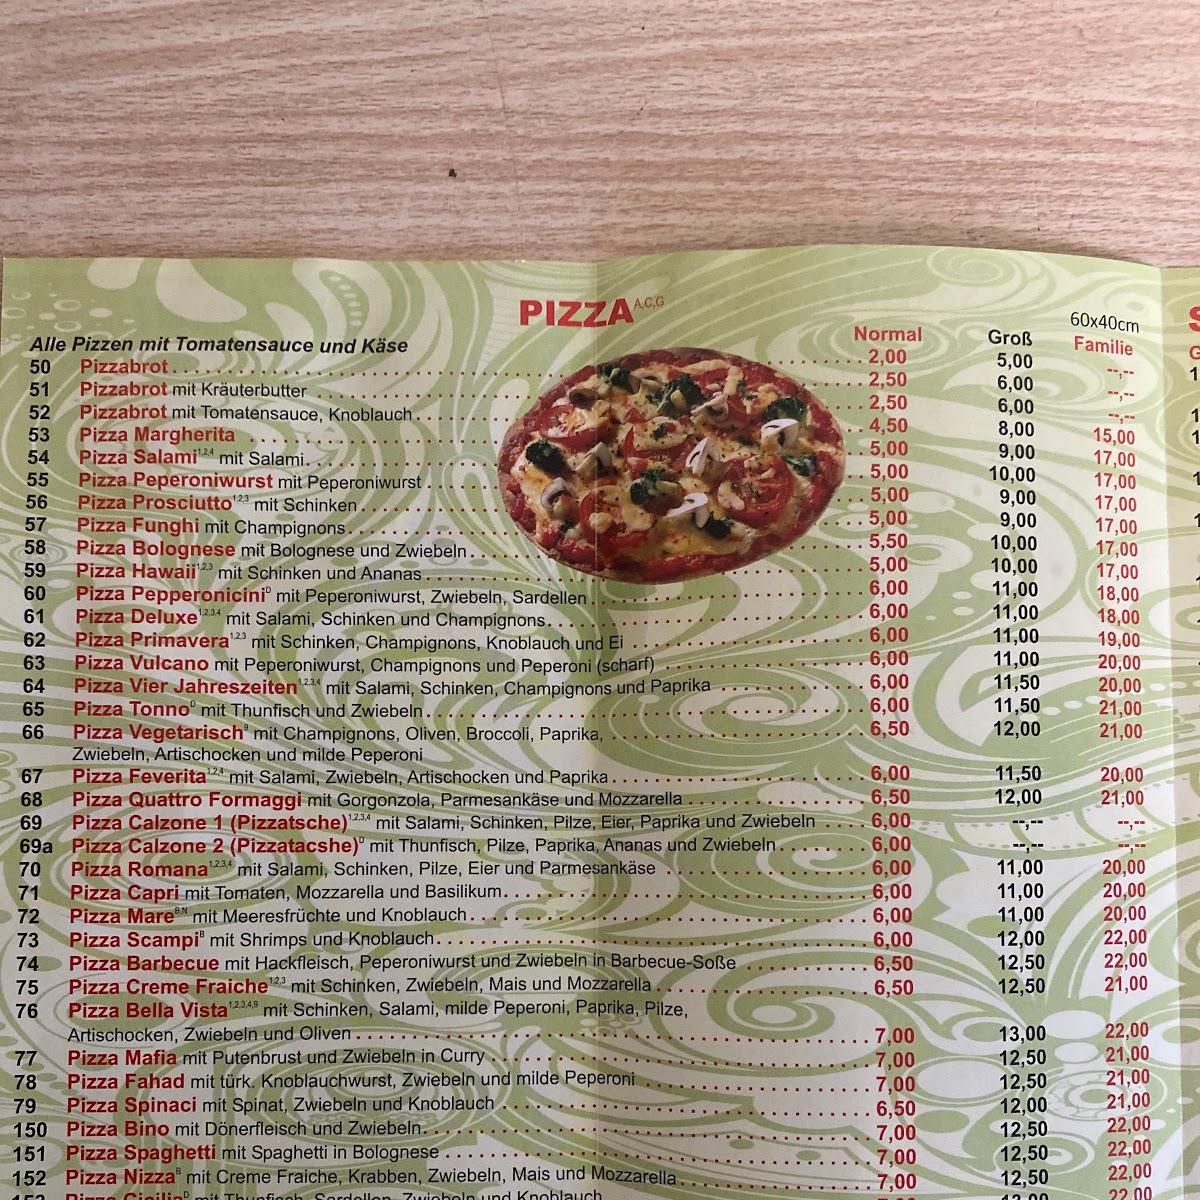 PIZZA A,C,G
60x40cm
Alle Pizzen mit Tomatensauce und Käse Normal Groß Familie
50 Pizzabrot 2,00 5,00 --,--
51 Pizzabrot mit Kräuterbutter 2,50 6,00 --,--
52 Pizzabrot mit Tomatensauce, Knoblauch 2,50 6,00 --,--
53 Pizza Margherita 4,50 8,00 15,00
54 Pizza Salami 1,2,4 mit Salami 5,00 9,00 17,00
55 Pizza Peperoniwurst mit Peperoniwurst 5,00 10,00 17,00
56 Pizza Prosciutto 1,2,3 mit Schinken 5,00 9,00 17,00
57 Pizza Funghi mit Champignons 5,00 9,00 17,00
58 Pizza Bolognese mit Bolognese und Zwiebeln 5,50 10,00 17,00
59 Pizza Hawaii 1,2,3 mit Schinken und Ananas 5,00 10,00 17,00
60 Pizza Pepperonicini D mit Peperoniwurst, Zwiebeln, Sardellen 6,00 11,00 18,00
61 Pizza Deluxe 1,2,3,4 mit Salami, Schinken und Champignons 6,00 11,00 18,00
62 Pizza Primavera 1,2,3 mit Schinken, Champignons, Knoblauch und Ei 6,00 11,00 19,00
63 Pizza Vulcano mit Peperoniwurst, Champignons und Peperoni (scharf) 6,00 11,00 20,00
64 Pizza Vier Jahreszeiten 1,2,3,4 mit Salami, Schinken, Champignons und Paprika 6,00 11,50 20,00
65 Pizza Tonno D mit Thunfisch und Zwiebeln 6,00 11,50 21,00
66 Pizza Vegetarisch 9 mit Champignons, Oliven, Broccoli, Paprika, 6,50 12,00 21,00
Zwiebeln, Artischocken und milde Peperoni
67 Pizza Feverita 1,2,4 mit Salami, Zwiebeln, Artischocken und Paprika 6,00 11,50 20,00
68 Pizza Quattro Formaggi mit Gorgonzola, Parmesankäse und Mozzarella 6,50 12,00 21,00
69 Pizza Calzone 1 (Pizzatsche) 1,2,3,4 mit Salami, Schinken, Pilze, Eier, Paprika und Zwiebeln 6,00 --,-- --,--
69a Pizza Calzone 2 (Pizzatacshe) D mit Thunfisch, Pilze, Paprika, Ananas und Zwiebeln 6,00 --,-- --,--
70 Pizza Romana 1,2,3,4 mit Salami, Schinken, Pilze, Eier und Parmesankäse 6,00 11,00 20,00
71 Pizza Capri mit Tomaten, Mozzarella und Basilikum 6,00 11,00 20,00
72 Pizza Mare B,N mit Meeresfrüchte und Knoblauch 6,00 11,00 20,00
73 Pizza Scampi B mit Shrimps und Knoblauch 6,00 12,00 22,00
74 Pizza Barbecue mit Hackfleisch, Peperoniwurst und Zwiebeln in Barbecue-Soße 6,50 12,50 22,00
75 Pizza Creme Fraiche 1,2,3 mit Schinken, Zwiebeln, Mais und Mozzarella 6,50 12,50 21,00
76 Pizza Bella Vista 1,2,3,4,9 mit Schinken, Salami, milde Peperoni, Paprika, Pilze,
Artischocken, Zwiebeln und Oliven 7,00 13,00 22,00
77 Pizza Mafia mit Putenbrust und Zwiebeln in Curry 7,00 12,50 21,00
78 Pizza Fahad mit türk. Knoblauchwurst, Zwiebeln und milde Peperoni 7,00 12,50 21,00
79 Pizza Spinaci mit Spinat, Zwiebeln und Knoblauch 6,50 12,00 21,00
150 Pizza Bino mit Dönerfleisch und Zwiebeln 7,00 12,50 22,00
151 Pizza Spaghetti mit Spaghetti in Bolognese 7,00 12,50 22,00
152 Pizza Nizza B mit Creme Fraiche, Krabben, Zwiebeln, Mais und Mozzarella 7,00 12,50 22,00
Pizza Cicilia D mit Thunfisch, Sardellen, Zwiebeln und Knoblauch